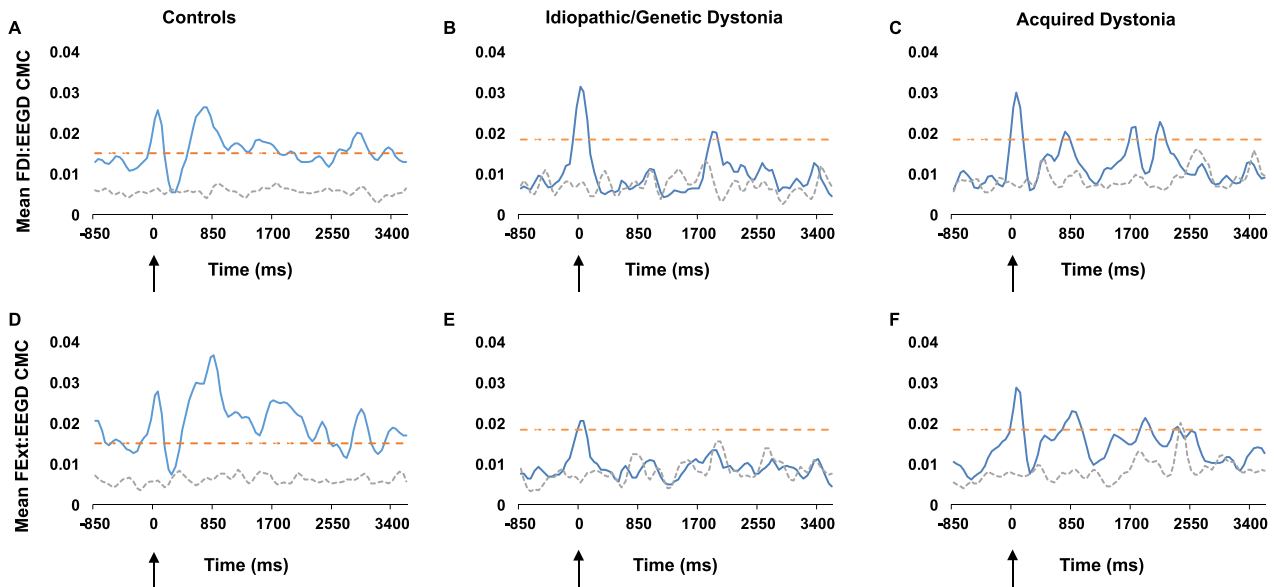 Controls
Idiopathic/Genetic Dystonia
Acquired Dystonia
A
Mean FDI:EEGD CMC
0.04
0.03
0.02
0.01
0
-850 0 850 1700 2550 3400
Time (ms)
B
0.04
0.03
0.02
0.01
0
-850 0 850 1700 2550 3400
Time (ms)
C
0.04
0.03
0.02
0.01
0
-850 0 850 1700 2550 3400
Time (ms)
D
Mean FExt:EEGD CMC
0.04
0.03
0.02
0.01
0
-850 0 850 1700 2550 3400
Time (ms)
E
0.04
0.03
0.02
0.01
0
-850 0 850 1700 2550 3400
Time (ms)
F
0.04
0.03
0.02
0.01
0
-850 0 850 1700 2550 3400
Time (ms)